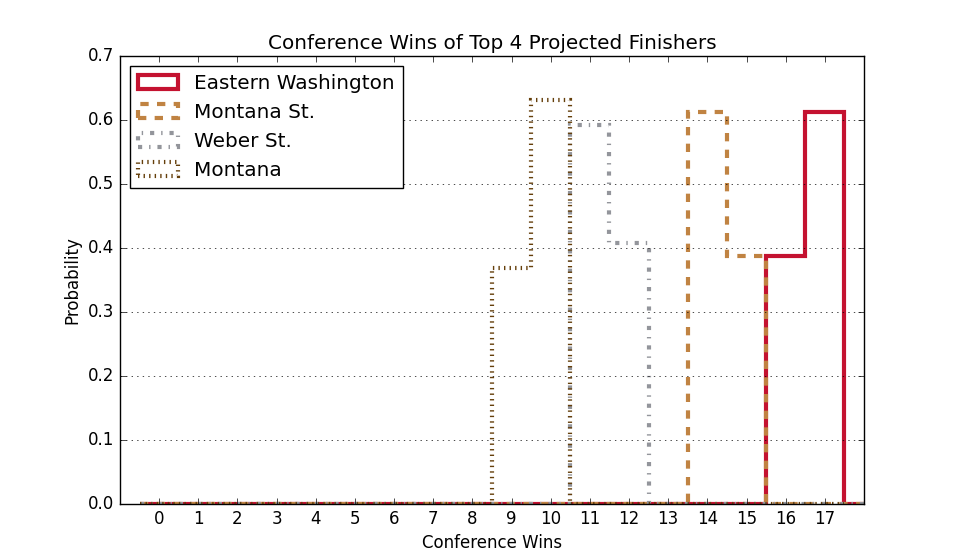 Conference Wins of Top 4 Projected Finishers
0.7
0.6
0.5
0.4
0.3
0.2
0.1
0.0
Probability
Eastern Washington
Montana St.
Weber St.
Montana
0 1 2 3 4 5 6 7 8 9 10 11 12 13 14 15 16 17
Conference Wins